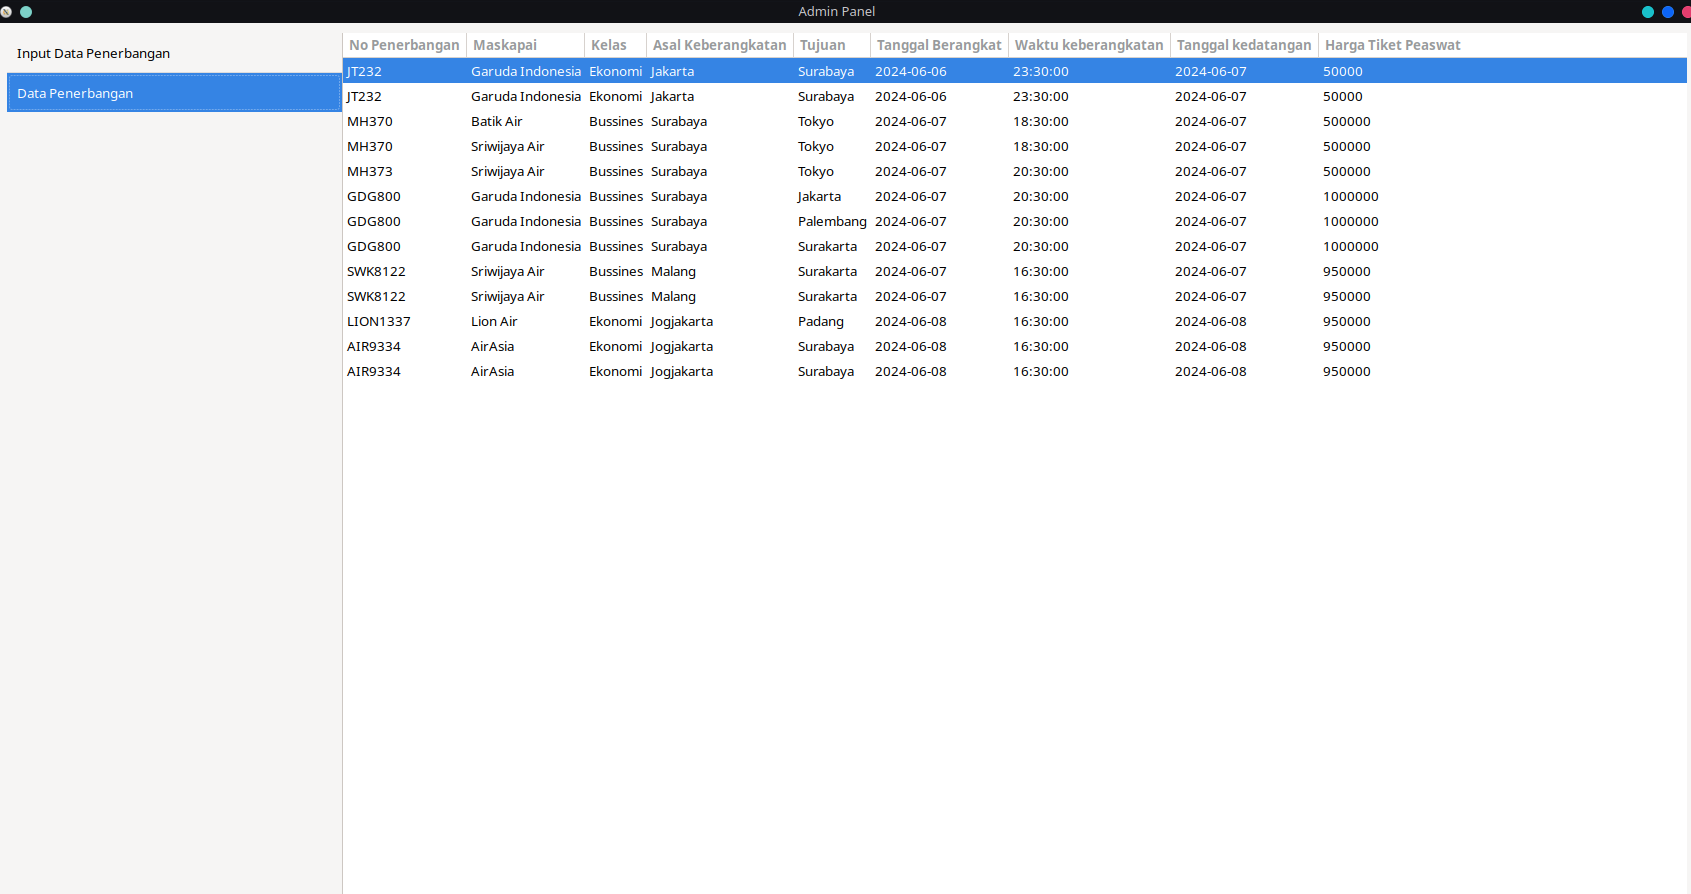 Admin Panel
Input Data Penerbangan
Data Penerbangan
No Penerbangan Maskapai Kelas Asal Keberangkatan Tujuan Tanggal Berangkat Waktu keberangkatan Tanggal kedatangan Harga Tiket Peaswat
JT232 Garuda Indonesia Ekonomi Jakarta Surabaya 2024-06-06 23:30:00 2024-06-07 50000
JT232 Garuda Indonesia Ekonomi Jakarta Surabaya 2024-06-06 23:30:00 2024-06-07 50000
MH370 Batik Air Bussines Surabaya Tokyo 2024-06-07 18:30:00 2024-06-07 500000
MH370 Sriwijaya Air Bussines Surabaya Tokyo 2024-06-07 18:30:00 2024-06-07 500000
MH373 Sriwijaya Air Bussines Surabaya Tokyo 2024-06-07 20:30:00 2024-06-07 500000
GDG800 Garuda Indonesia Bussines Surabaya Jakarta 2024-06-07 20:30:00 2024-06-07 1000000
GDG800 Garuda Indonesia Bussines Surabaya Palembang 2024-06-07 20:30:00 2024-06-07 1000000
GDG800 Garuda Indonesia Bussines Surabaya Surakarta 2024-06-07 20:30:00 2024-06-07 1000000
SWK8122 Sriwijaya Air Bussines Malang Surakarta 2024-06-07 16:30:00 2024-06-07 950000
SWK8122 Sriwijaya Air Bussines Malang Surakarta 2024-06-07 16:30:00 2024-06-07 950000
LION1337 Lion Air Ekonomi Jogjakarta Padang 2024-06-08 16:30:00 2024-06-08 950000
AIR9334 AirAsia Ekonomi Jogjakarta Surabaya 2024-06-08 16:30:00 2024-06-08 950000
AIR9334 AirAsia Ekonomi Jogjakarta Surabaya 2024-06-08 16:30:00 2024-06-08 950000